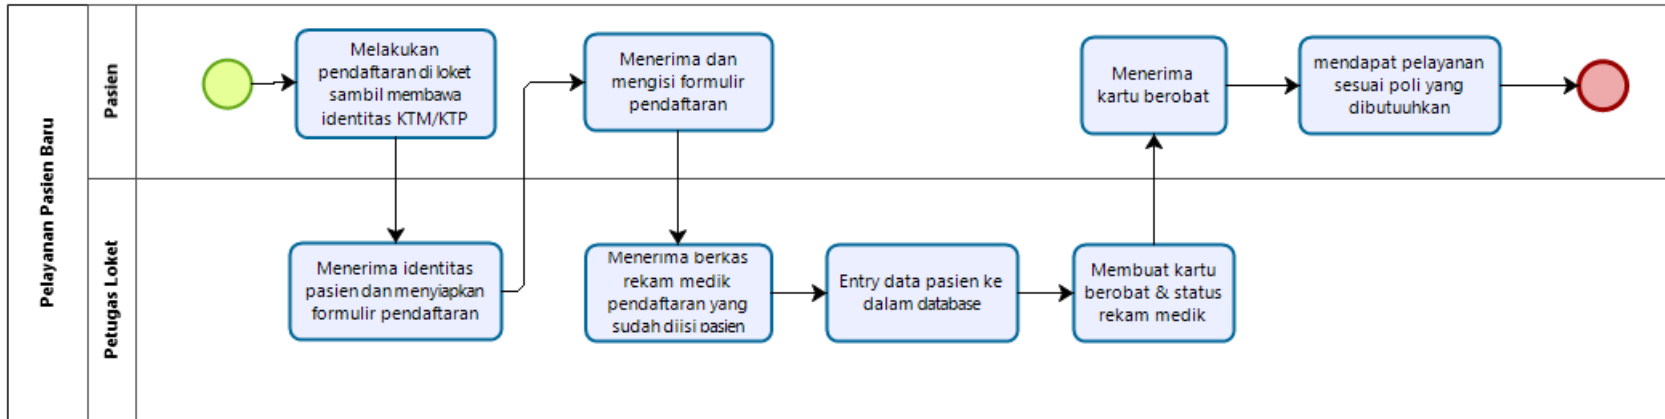 Pelayanan Pasien Baru
Pasien
Melakukan
pendaftaran di loket
sambil membawa
identitas KTM/KTP
Menerima dan
mengisi formulir
pendaftaran
Menerima
kartu berobat
mendapat pelayanan
sesuai poli yang
dibutuuhkan
Petugas Loket
Menerima identitas
pasien dan menyiapkan
formulir pendaftaran
Menerima berkas
rekam medik
pendaftaran yang
sudah diisi pasien
Entry data pasien ke
dalam database
Membuat kartu
berobat & status
rekam medik